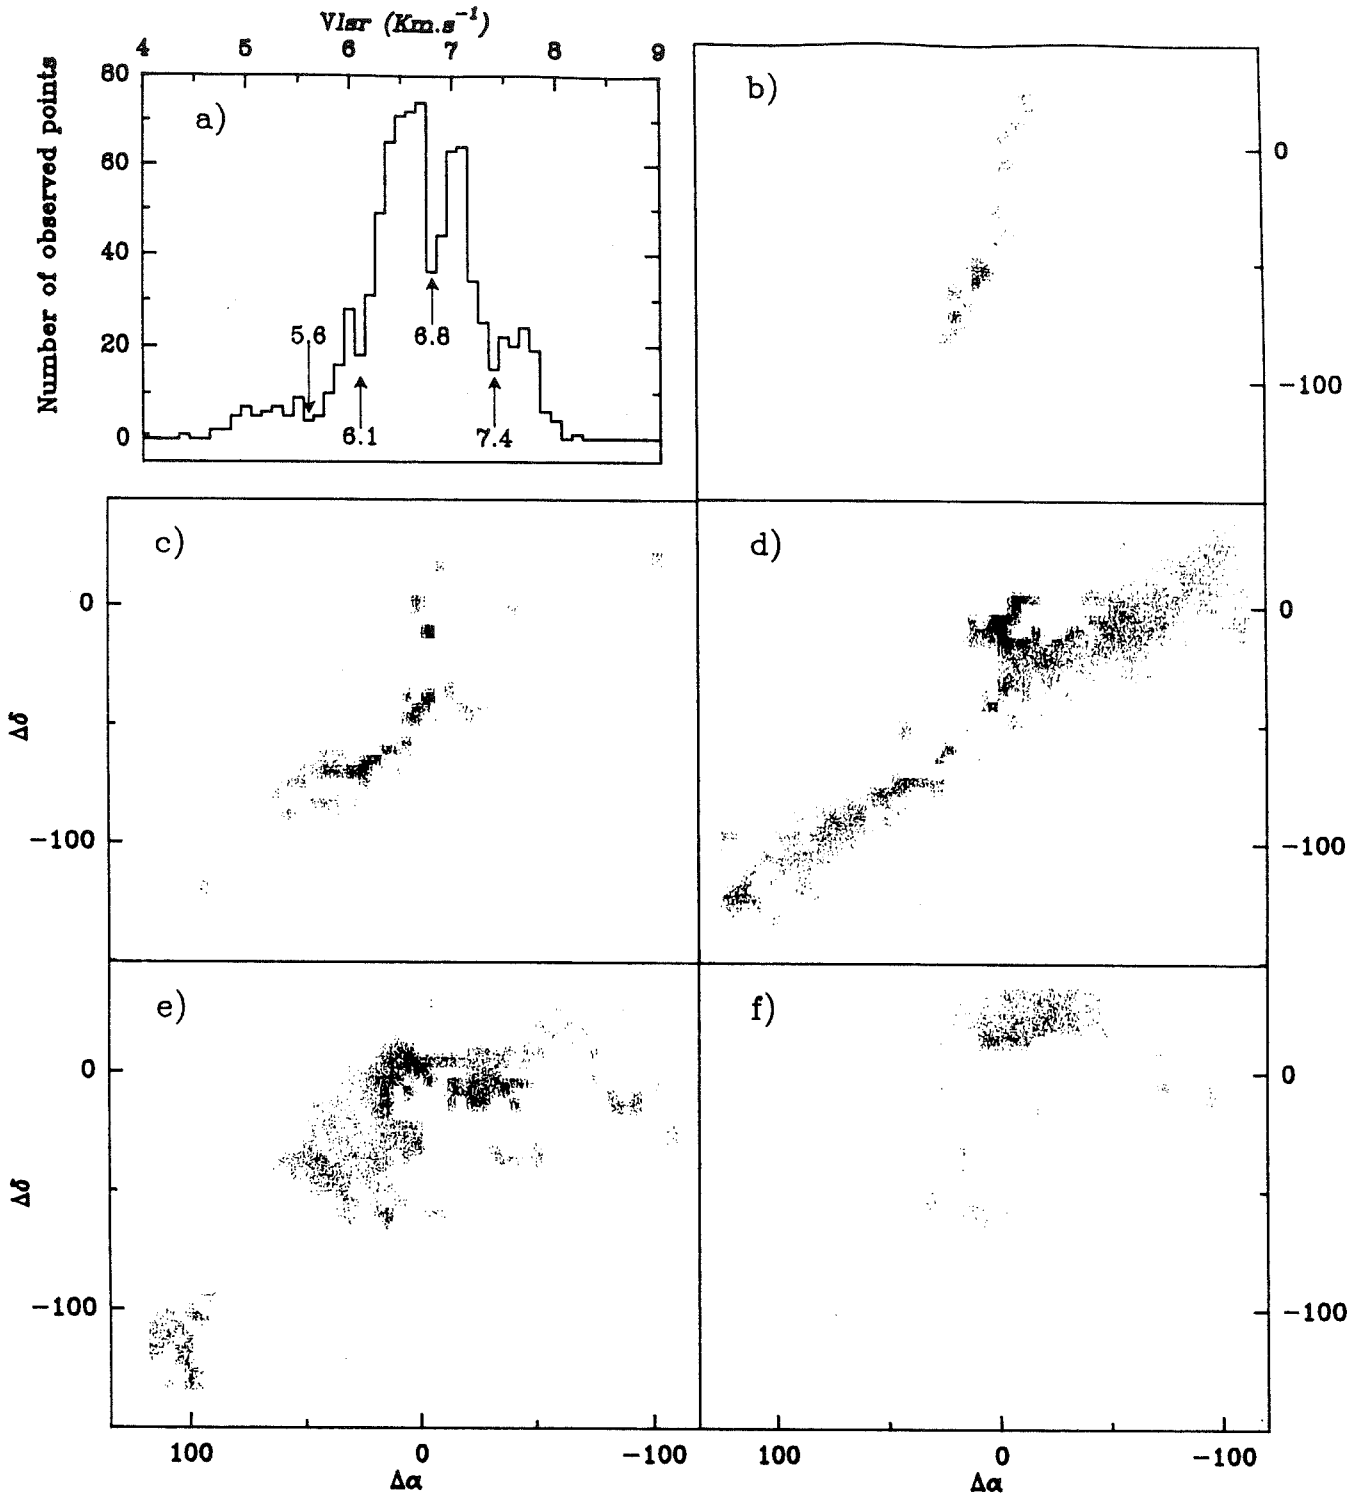 Vlsr (Km.s⁻¹)
4 5 6 7 8 9
Number of observed points
80
60
40
20
0
a)
5.6
6.8
6.1
7.4
b)
0
-100
c)
Δδ
0
-100
d)
0
-100
e)
Δδ
0
-100
100 0 -100
Δα
f)
0
-100
100 0 -100
Δα